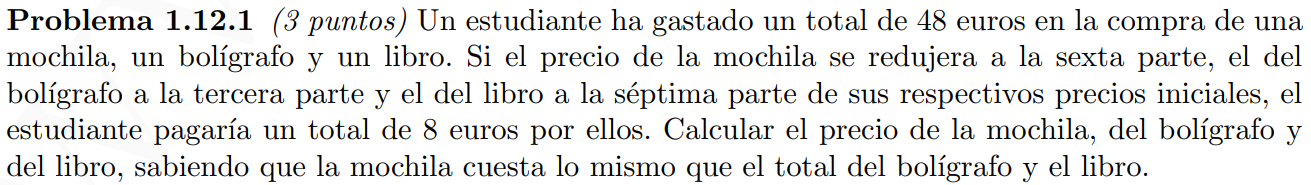 Problema 1.12.1 (3 puntos) Un estudiante ha gastado un total de 48 euros en la compra de una
mochila, un bolígrafo y un libro. Si el precio de la mochila se redujera a la sexta parte, el del
bolígrafo a la tercera parte y el del libro a la séptima parte de sus respectivos precios iniciales, el
estudiante pagaría un total de 8 euros por ellos. Calcular el precio de la mochila, del bolígrafo y
del libro, sabiendo que la mochila cuesta lo mismo que el total del bolígrafo y el libro.